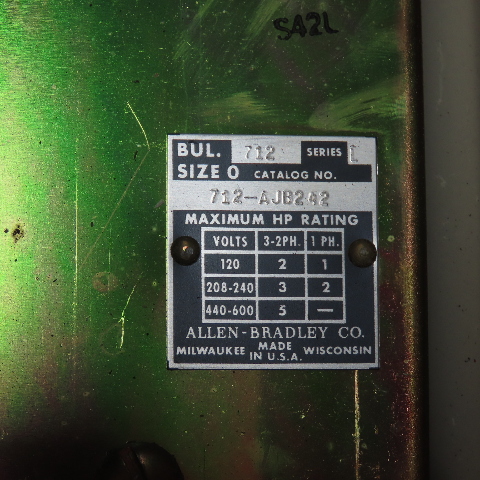 S42L
BUL. 712 SERIES L
SIZE 0 CATALOG NO.
712-AJB242
MAXIMUM HP RATING
VOLTS 3-2PH. 1 PH.
120 2 1
208-240 3 2
440-600 5 —
ALLEN-BRADLEY CO.
MILWAUKEE MADE IN U.S.A. WISCONSIN